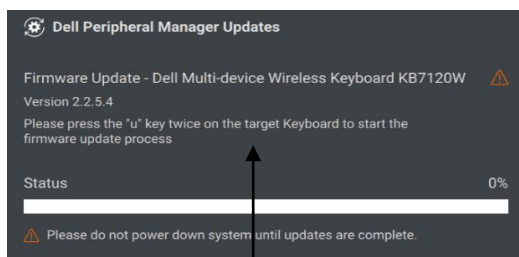 Dell Peripheral Manager Updates
Firmware Update - Dell Multi-device Wireless Keyboard KB7120W
Version 2.2.5.4
Please press the "u" key twice on the target Keyboard to start the
firmware update process
Status 0%
Please do not power down system until updates are complete.